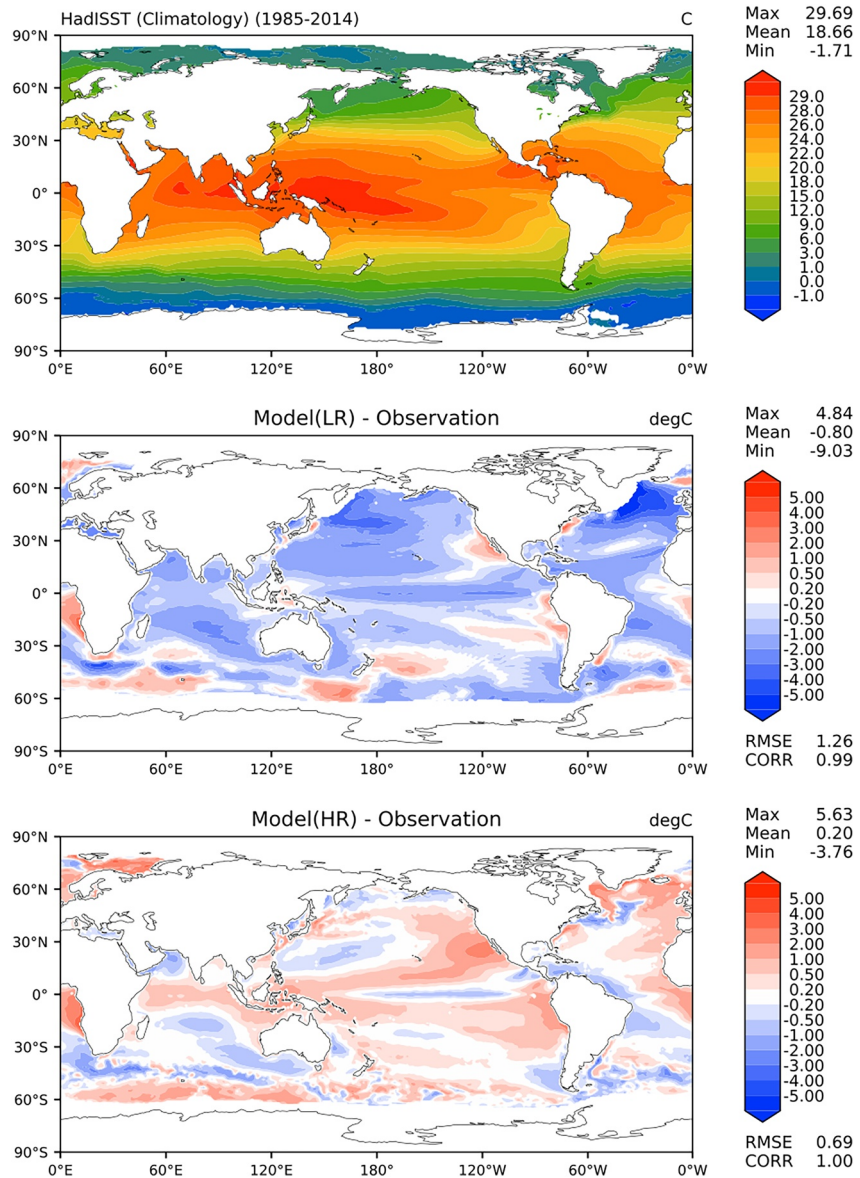 HadISST (Climatology) (1985-2014) C
Max 29.69
Mean 18.66
Min -1.71
90°N
60°N
30°N
0°
30°S
60°S
90°S
0°E 60°E 120°E 180° 120°W 60°W 0°W
29.0
28.0
26.0
24.0
22.0
20.0
18.0
15.0
12.0
9.0
6.0
3.0
1.0
0.0
-1.0
Model(LR) - Observation degC
Max 4.84
Mean -0.80
Min -9.03
90°N
60°N
30°N
0°
30°S
60°S
90°S
0°E 60°E 120°E 180° 120°W 60°W 0°W
5.00
4.00
3.00
2.00
1.00
0.50
0.20
-0.20
-0.50
-1.00
-2.00
-3.00
-4.00
-5.00
RMSE 1.26
CORR 0.99
Model(HR) - Observation degC
Max 5.63
Mean 0.20
Min -3.76
90°N
60°N
30°N
0°
30°S
60°S
90°S
0°E 60°E 120°E 180° 120°W 60°W 0°W
5.00
4.00
3.00
2.00
1.00
0.50
0.20
-0.20
-0.50
-1.00
-2.00
-3.00
-4.00
-5.00
RMSE 0.69
CORR 1.00